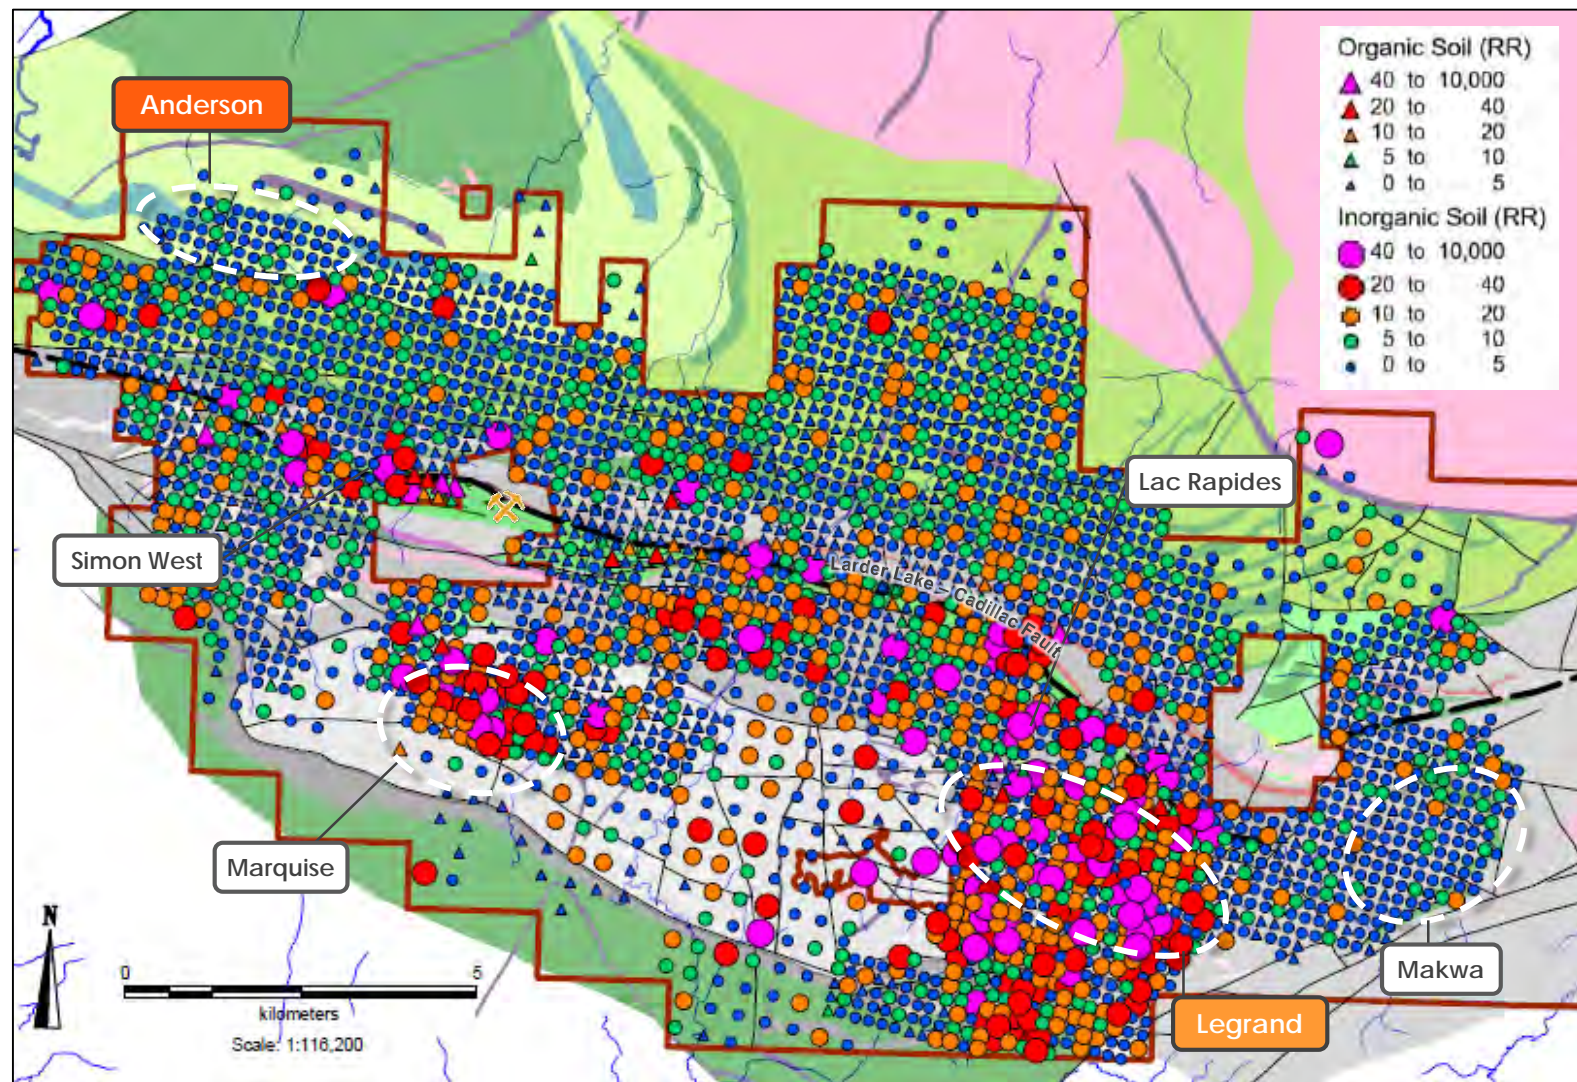 Organic Soil (RR)
40 to 10,000
20 to 40
10 to 20
5 to 10
0 to 5
Inorganic Soil (RR)
40 to 10,000
20 to 40
10 to 20
5 to 10
0 to 5
Anderson
Lac Rapides
Simon West
Larder Lake – Cadillac Fault
Marquise
Makwa
Legrand
N
0 5
kilometers
Scale: 1:116,200